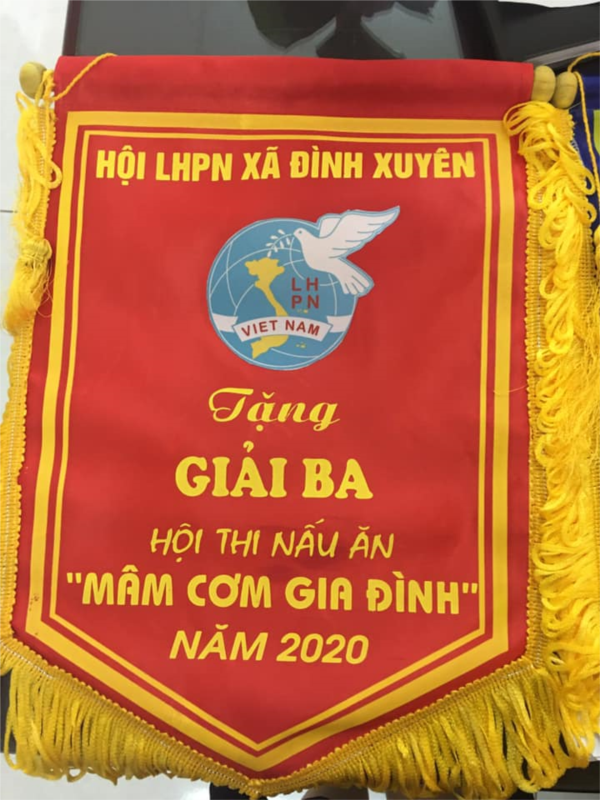 HỘI LHPN XÃ ĐÌNH XUYÊN
LH
PN
VIET NAM
Tặng
GIẢI BA
HỘI THI NẤU ĂN
"MÂM CƠM GIA ĐÌNH"
NĂM 2020